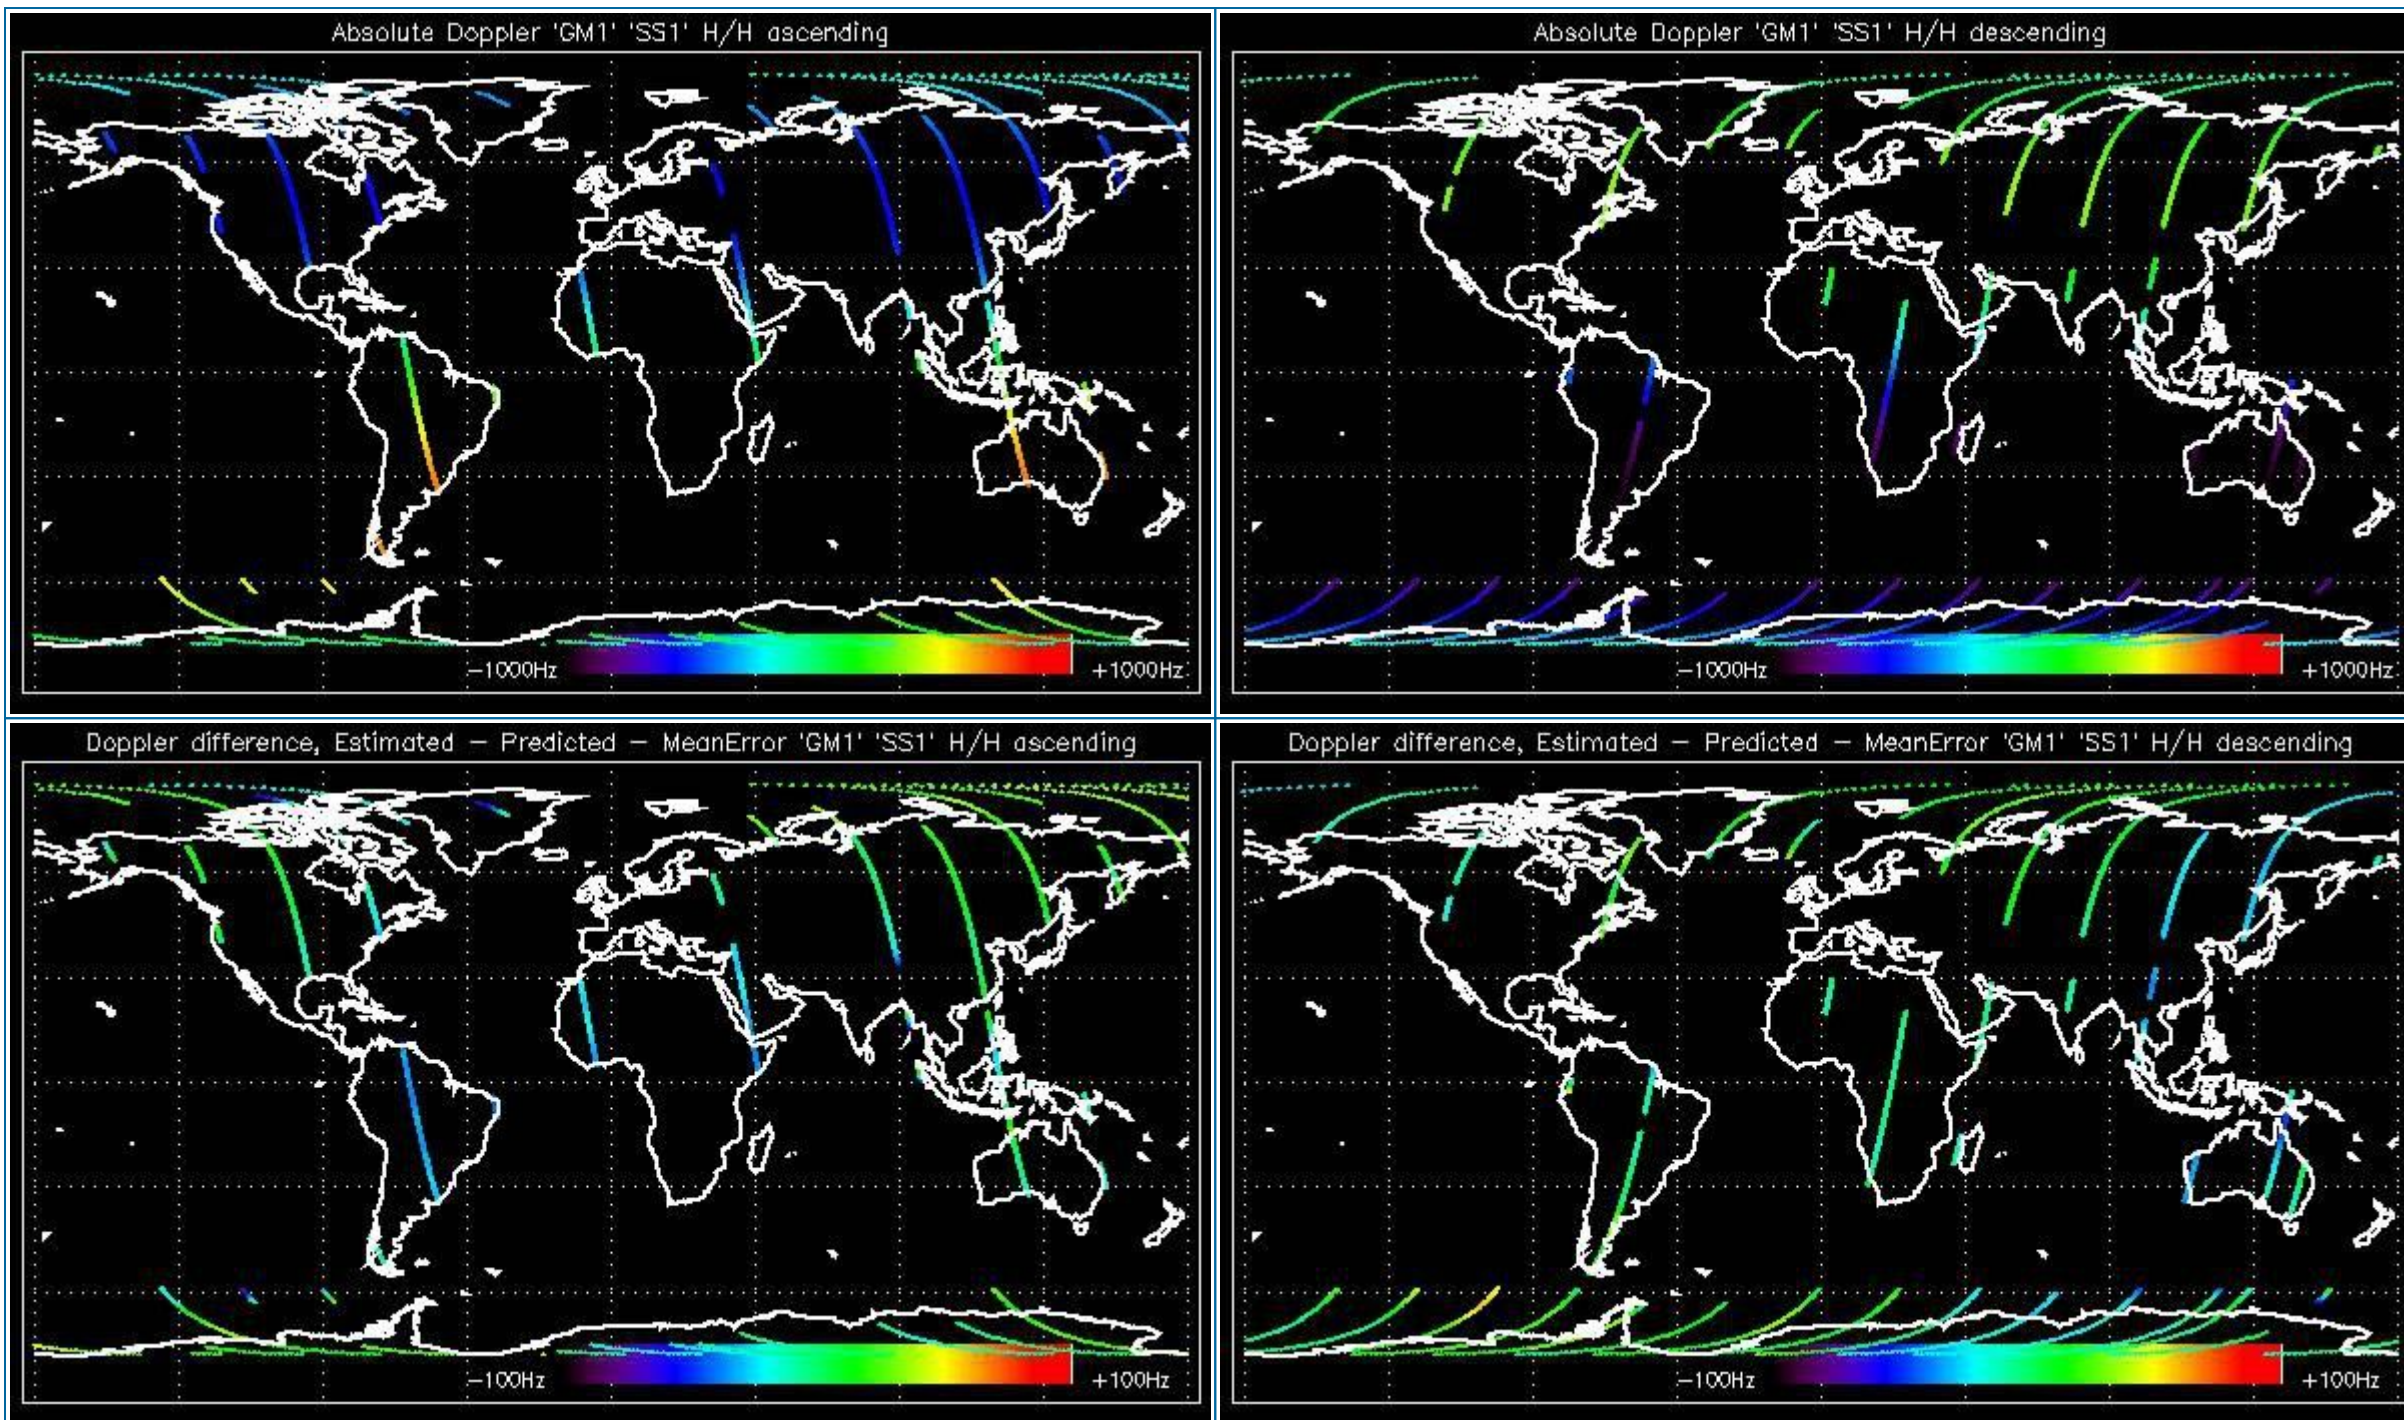 Absolute Doppler 'GM1' 'SS1' H/H ascending
−1000Hz +1000Hz
Absolute Doppler 'GM1' 'SS1' H/H descending
−1000Hz +1000Hz
Doppler difference, Estimated − Predicted − MeanError 'GM1' 'SS1' H/H ascending
−100Hz +100Hz
Doppler difference, Estimated − Predicted − MeanError 'GM1' 'SS1' H/H descending
−100Hz +100Hz